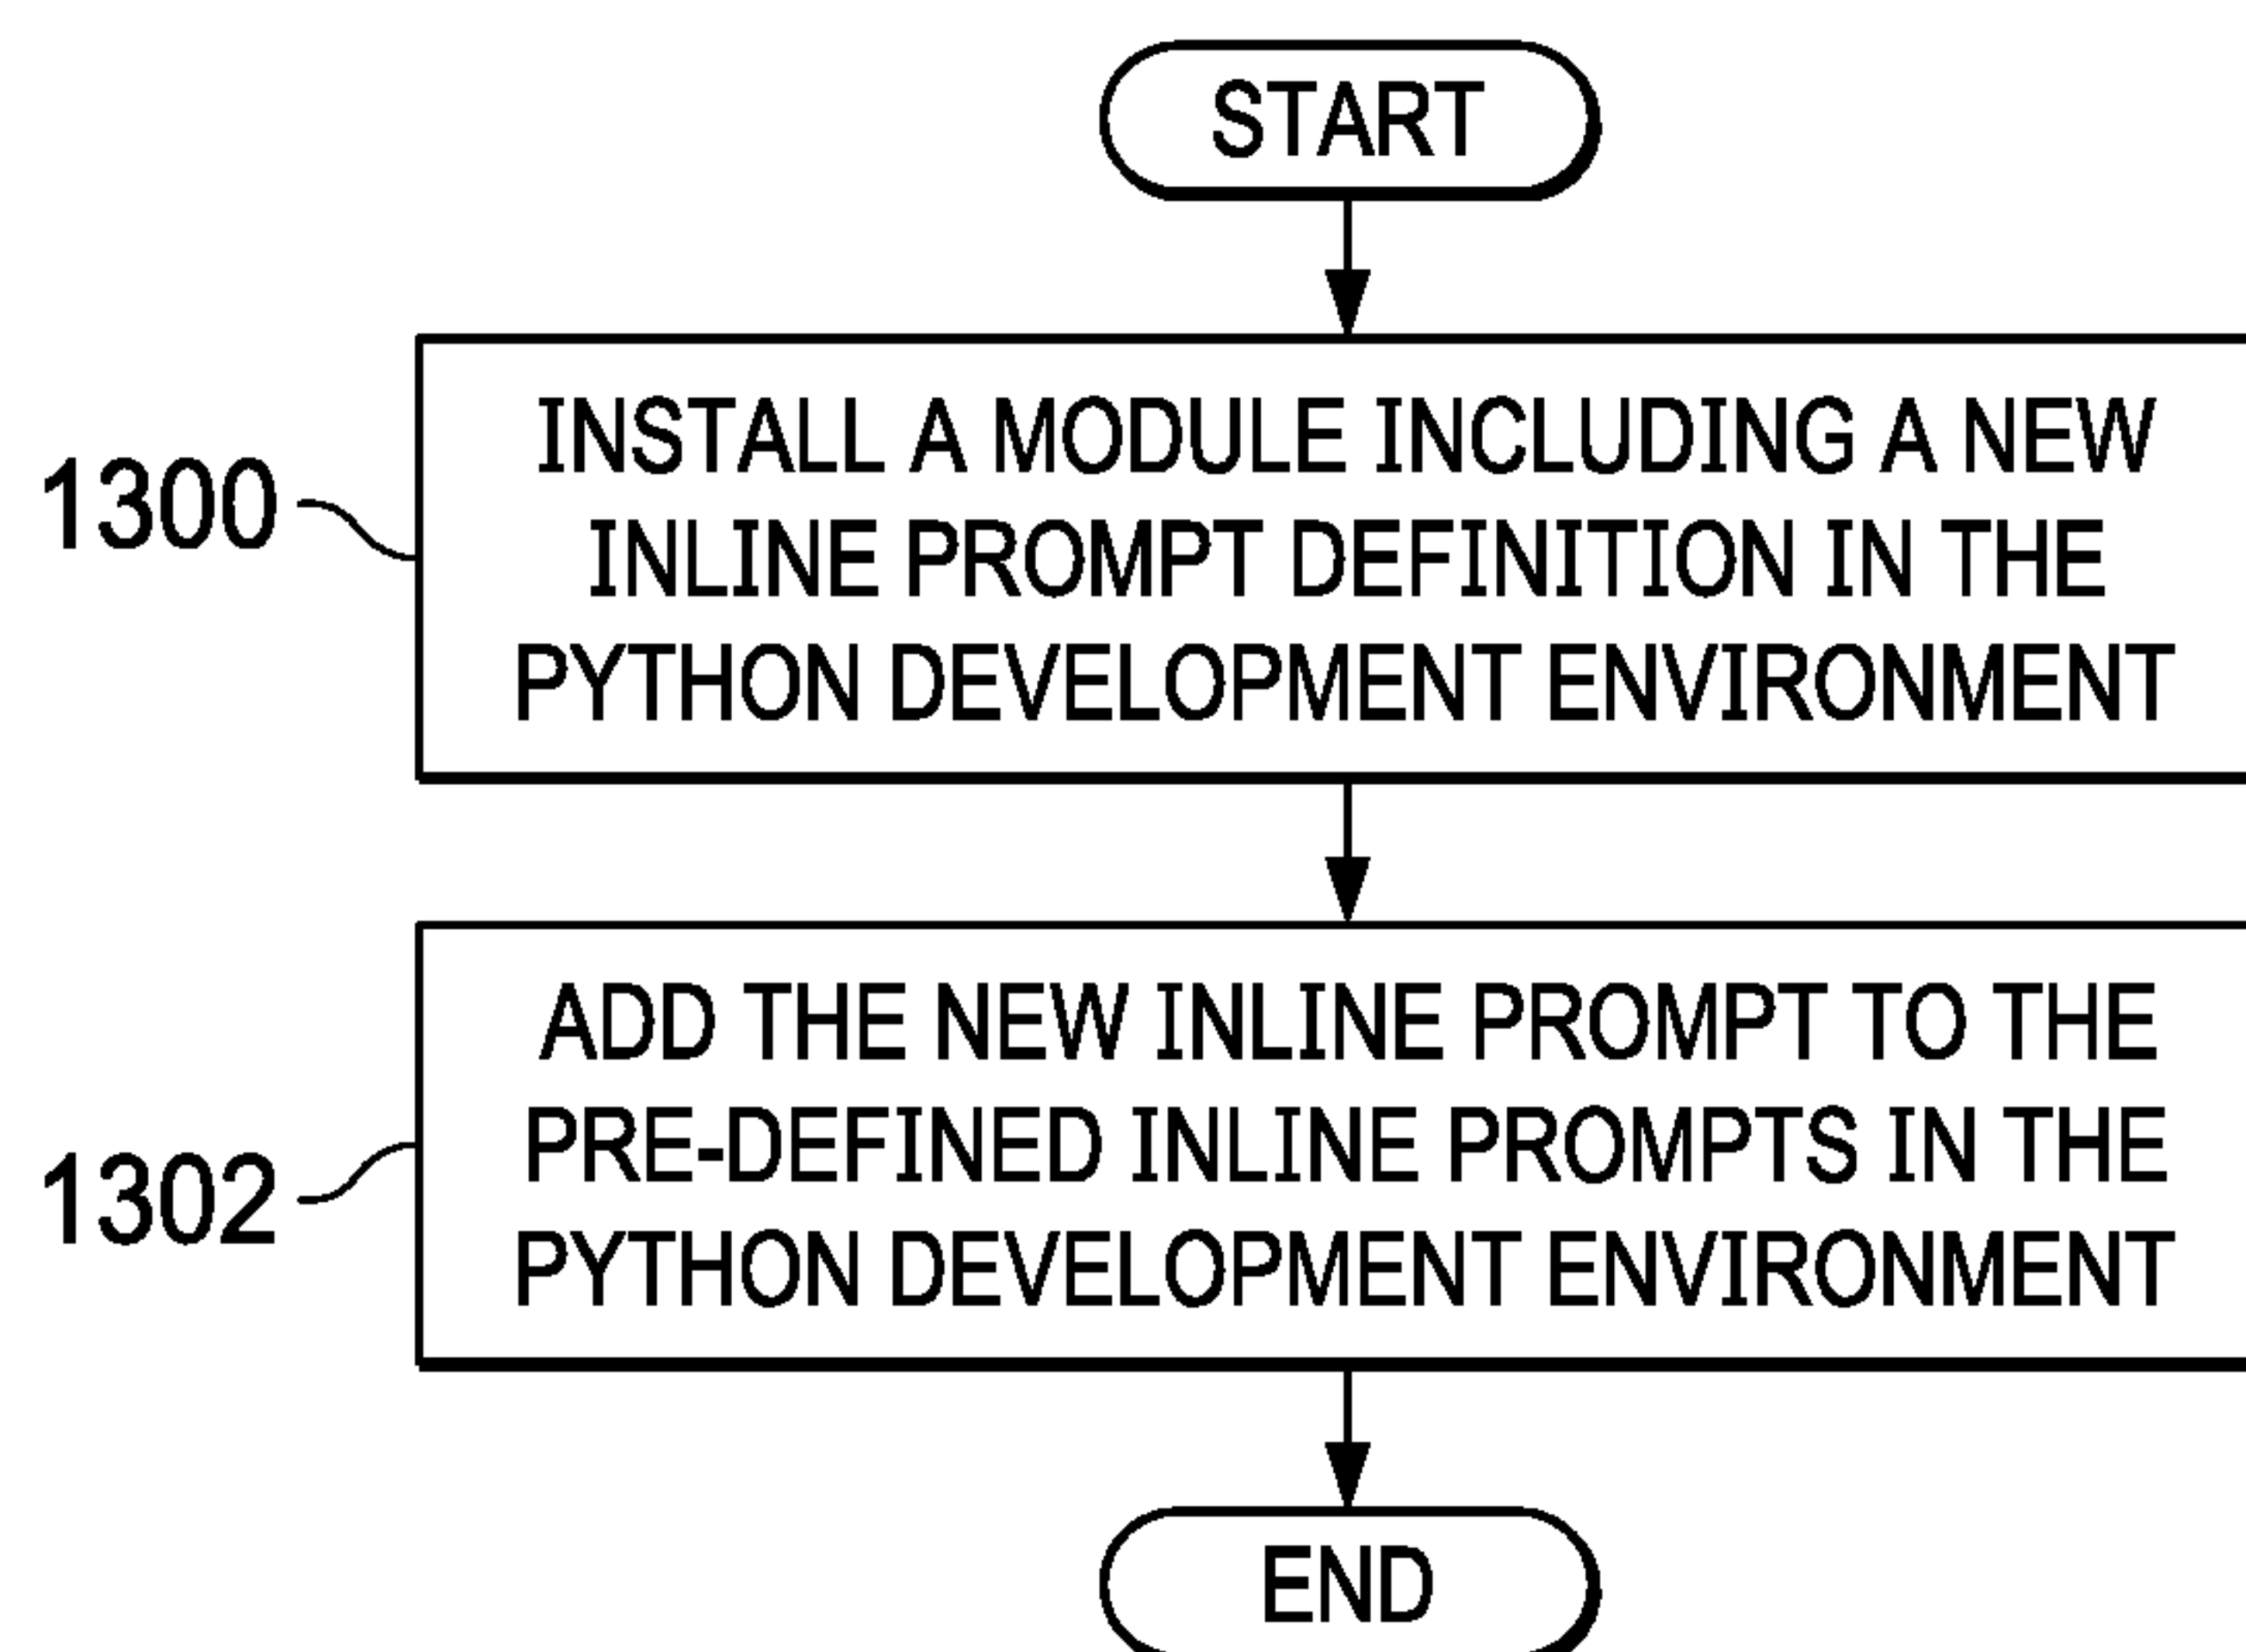 START
INSTALL A MODULE INCLUDING A NEW
INLINE PROMPT DEFINITION IN THE
PYTHON DEVELOPMENT ENVIRONMENT
1300
ADD THE NEW INLINE PROMPT TO THE
PRE-DEFINED INLINE PROMPTS IN THE
PYTHON DEVELOPMENT ENVIRONMENT
1302
END